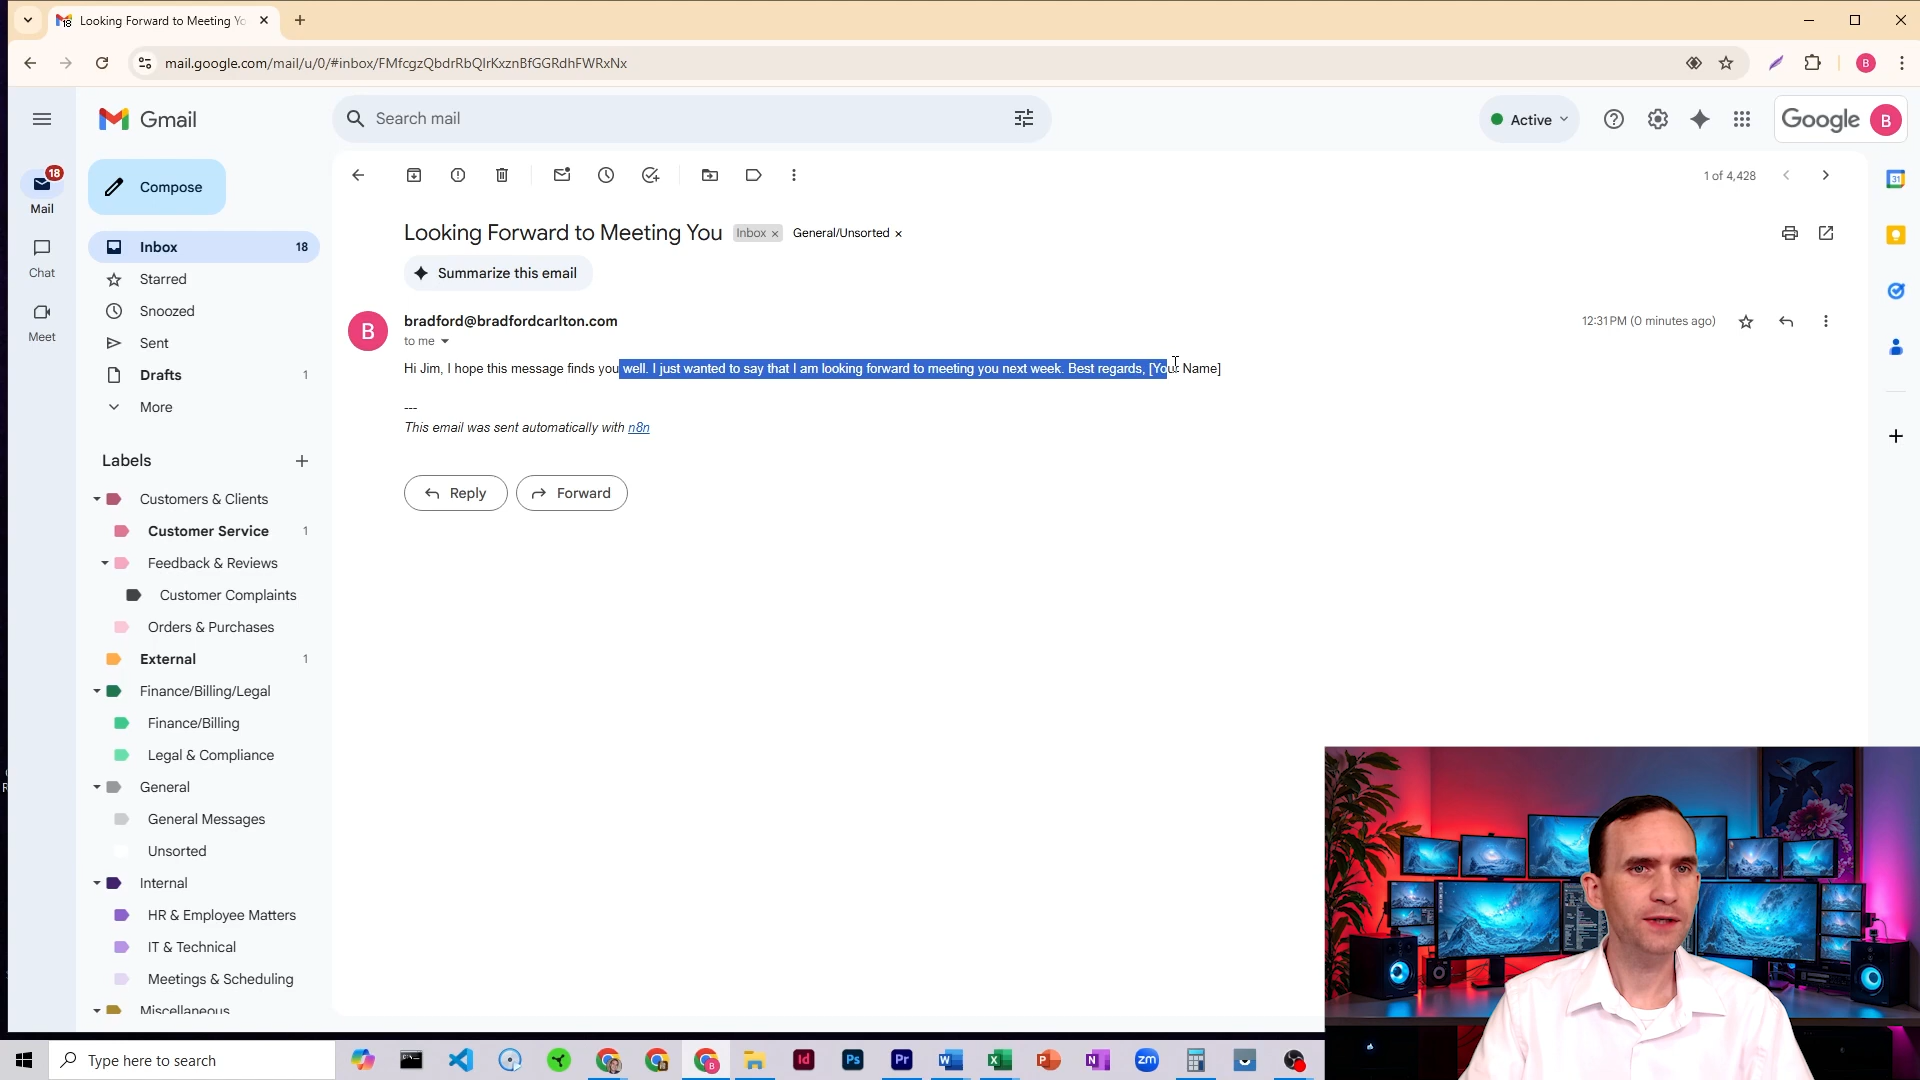 Looking Forward to Meeting Yo
mail.google.com/mail/u/0/#inbox/FMfcgzQbdrRbQlrKxznBfGGRdhFWRxNx
B
Gmail
Search mail
Active
Google
B
18
Mail
Chat
Meet
Compose
Inbox 18
Starred
Snoozed
Sent
Drafts 1
More
Labels
Customers & Clients
Customer Service 1
Feedback & Reviews
Customer Complaints
Orders & Purchases
External 1
Finance/Billing/Legal
Finance/Billing
Legal & Compliance
General
General Messages
Unsorted
Internal
HR & Employee Matters
IT & Technical
Meetings & Scheduling
Miscellaneous
1 of 4,428
Looking Forward to Meeting You Inbox × General/Unsorted ×
Summarize this email
B
bradford@bradfordcarlton.com
12:31 PM (0 minutes ago)
to me
Hi Jim, I hope this message finds you well. I just wanted to say that I am looking forward to meeting you next week. Best regards, [Your Name]
---
This email was sent automatically with n8n
Reply
Forward
31
Type here to search
Id
Ps
Pr
W
X
P
N
zm
B